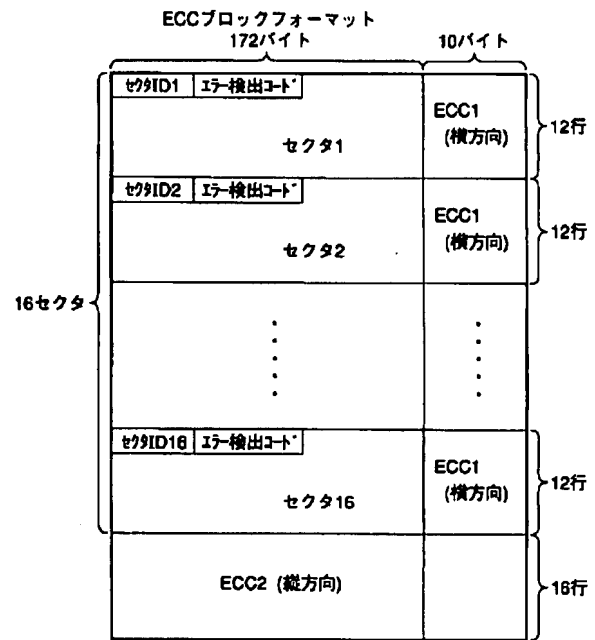 ECCブロックフォーマット
172バイト
10バイト
セクタID1 エラー検出コード
ECC1
(横方向)
12行
セクタ1
セクタID2 エラー検出コード
ECC1
(横方向)
12行
セクタ2
16セクタ
セクタID16 エラー検出コード
ECC1
(横方向)
12行
セクタ16
ECC2 (縦方向)
16行